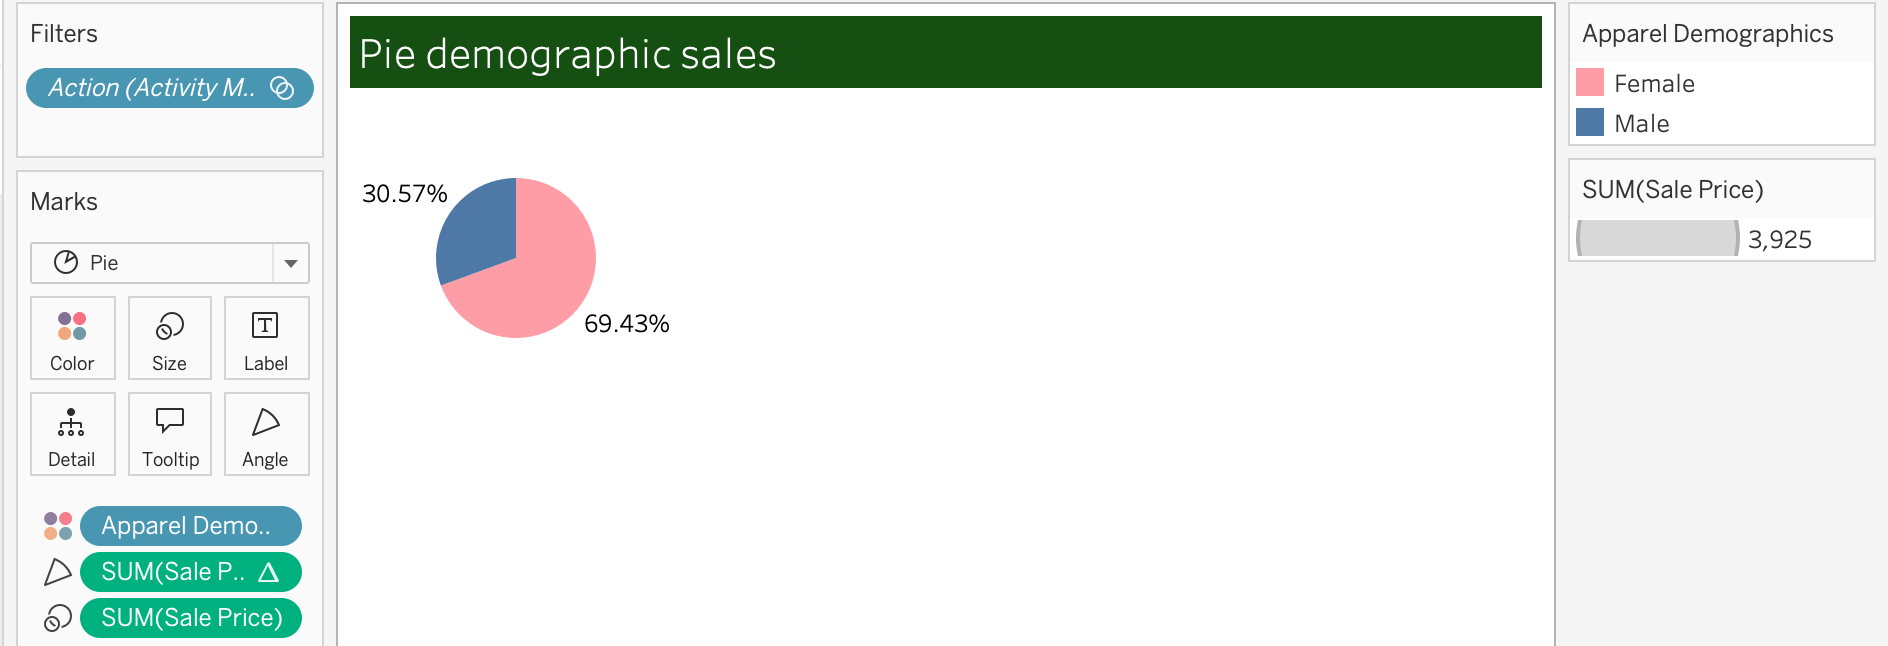 Filters
Action (Activity M..
Marks
Pie
Color
Size
Label
Detail
Tooltip
Angle
Apparel Demo..
SUM(Sale P..
SUM(Sale Price)
Pie demographic sales
30.57%
69.43%
Apparel Demographics
Female
Male
SUM(Sale Price)
3,925